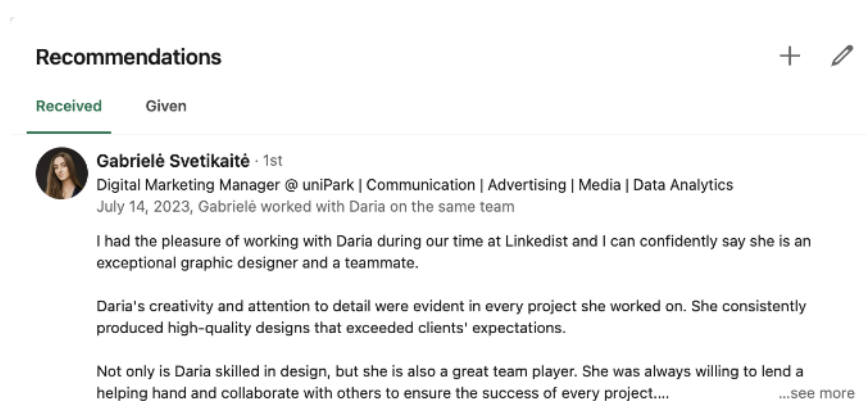 Recommendations
Received Given
Gabrielė Svetikaitė · 1st
Digital Marketing Manager @ uniPark | Communication | Advertising | Media | Data Analytics
July 14, 2023, Gabrielė worked with Daria on the same team
I had the pleasure of working with Daria during our time at Linkedist and I can confidently say she is an
exceptional graphic designer and a teammate.
Daria's creativity and attention to detail were evident in every project she worked on. She consistently
produced high-quality designs that exceeded clients' expectations.
Not only is Daria skilled in design, but she is also a great team player. She was always willing to lend a
helping hand and collaborate with others to ensure the success of every project.... ...see more